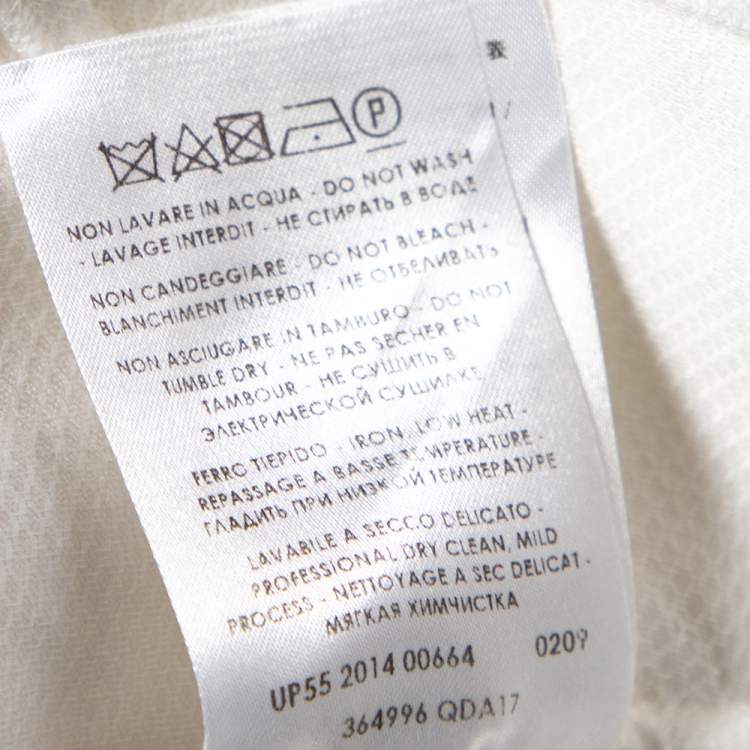 P
NON LAVARE IN ACQUA - DO NOT WASH
- LAVAGE INTERDIT - НЕ СТИРАТЬ В ВОДЕ
NON CANDEGGIARE - DO NOT BLEACH -
BLANCHIMENT INTERDIT - НЕ ОТБЕЛИВАТЬ
NON ASCIUGARE IN TAMBURO - DO NOT
TUMBLE DRY - NE PAS SECHER EN
TAMBOUR - НЕ СУШИТЬ В
ЭЛЕКТРИЧЕСКОЙ СУШИЛКЕ
FERRO TIEPIDO - IRON, LOW HEAT -
REPASSAGE A BASSE TEMPERATURE -
ГЛАДИТЬ ПРИ НИЗКОЙ ТЕМПЕРАТУРЕ
LAVABILE A SECCO DELICATO -
PROFESSIONAL DRY CLEAN, MILD
PROCESS - NETTOYAGE A SEC DELICAT -
МЯГКАЯ ХИМЧИСТКА
UP55 2014 00664 0209
364996 QDA17